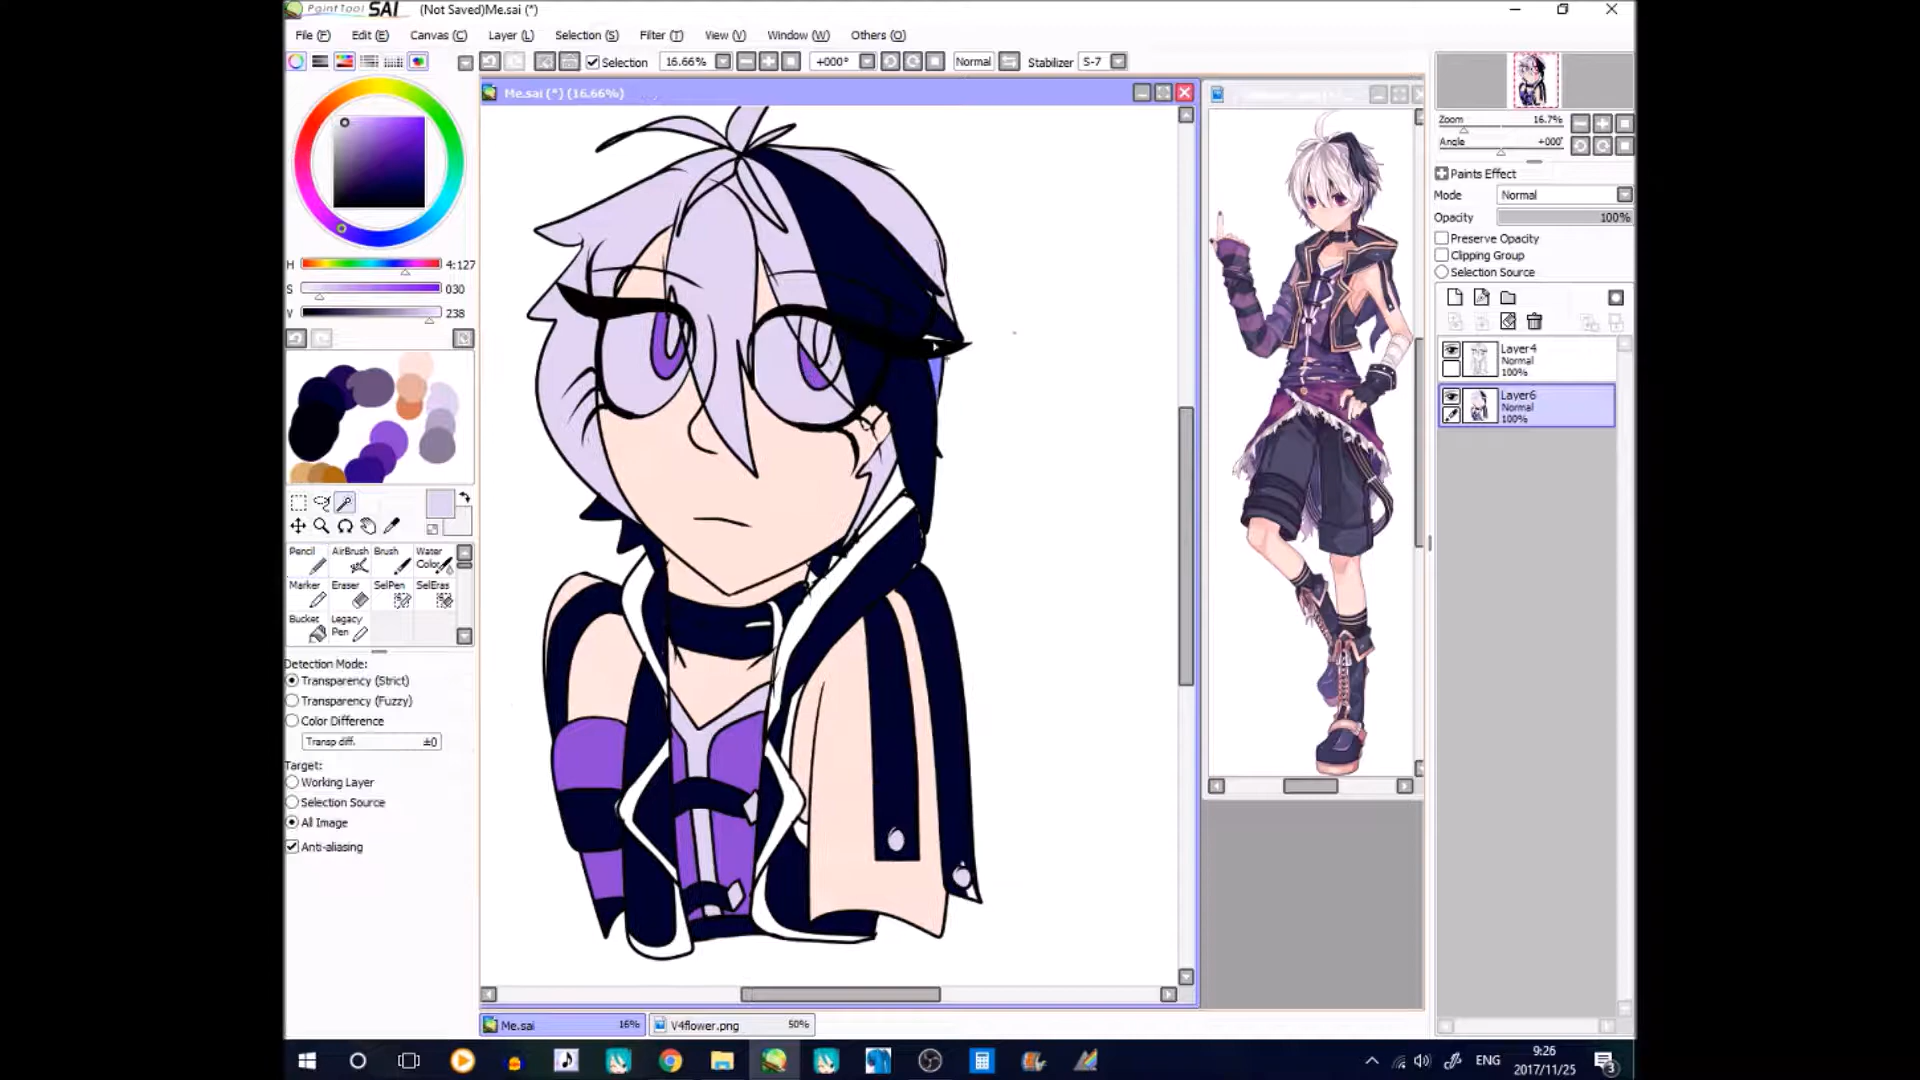 PaintTool SAI (Not Saved)Me.sai (*)
File (F) Edit (E) Canvas (C) Layer (L) Selection (S) Filter (T) View (V) Window (W) Others (O)
Selection 16.66% +000° Normal Stabilizer S-7
Me.sai (*) (16.66%)
Zoom 16.7%
Angle +000°
Paints Effect
Mode Normal
Opacity 100%
Preserve Opacity
Clipping Group
Selection Source
Layer4
Normal
100%
Layer6
Normal
100%
H 4:127
S 030
V 238
Pencil AirBrush Brush Water Color
Marker Eraser SelPen SelEras
Bucket Legacy Pen
Detection Mode:
Transparency (Strict)
Transparency (Fuzzy)
Color Difference
Transp diff. ±0
Target:
Working Layer
Selection Source
All Image
Anti-aliasing
Me.sai 16% V4flower.png 50%
ENG 9:26
2017/11/25
3